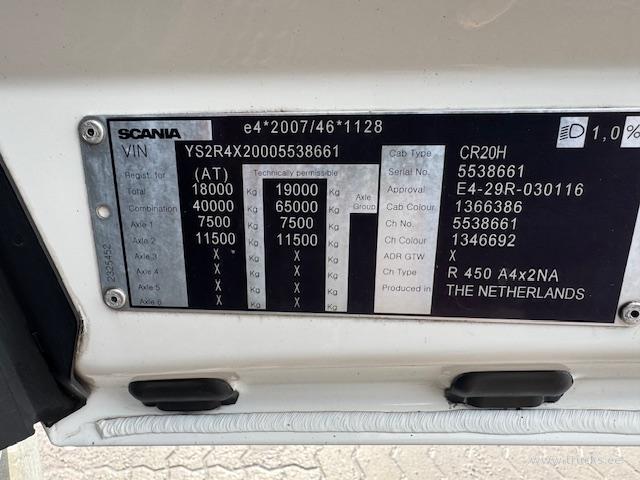 SCANIA e4*2007/46*1128 1,0%
VIN YS2R4X20005538661 Cab Type CR20H
Regist. for (AT) Technically permissible Serial No. 5538661
Total 18000 Kg 19000 Kg Approval E4-29R-030116
Combination 40000 Kg 65000 Kg Axle Group Cab Colour 1366386
Axle 1 7500 Kg 7500 Kg Ch No. 5538661
Axle 2 11500 Kg 11500 Kg Ch Colour 1346692
Axle 3 X Kg X Kg ADR GTW X
Axle 4 X Kg X Kg Ch Type R 450 A4x2NA
Axle 5 X Kg X Kg Produced in THE NETHERLANDS
Axle 6 X Kg X Kg
2325452
www.trucks.ee